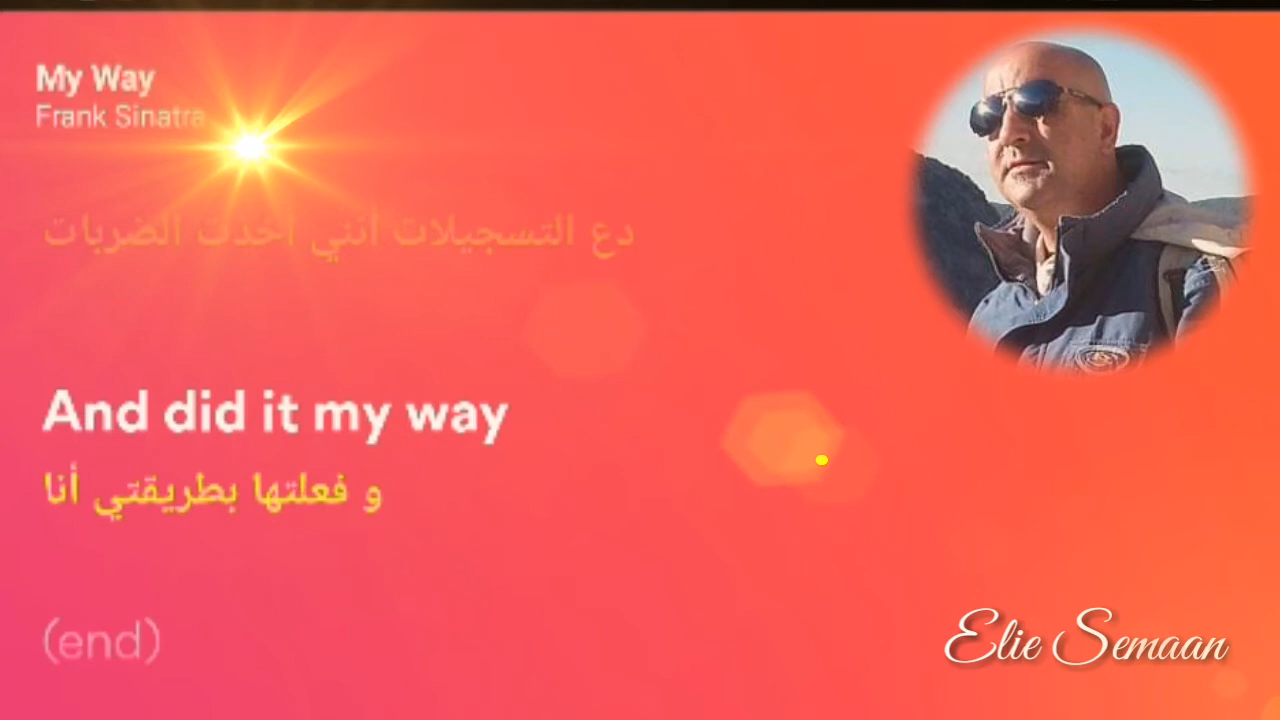 My Way
Frank Sinatra
دع التسجيلات أنني أخذت الضربات
And did it my way
و فعلتها بطريقتي أنا
(end)
Elie Semaan